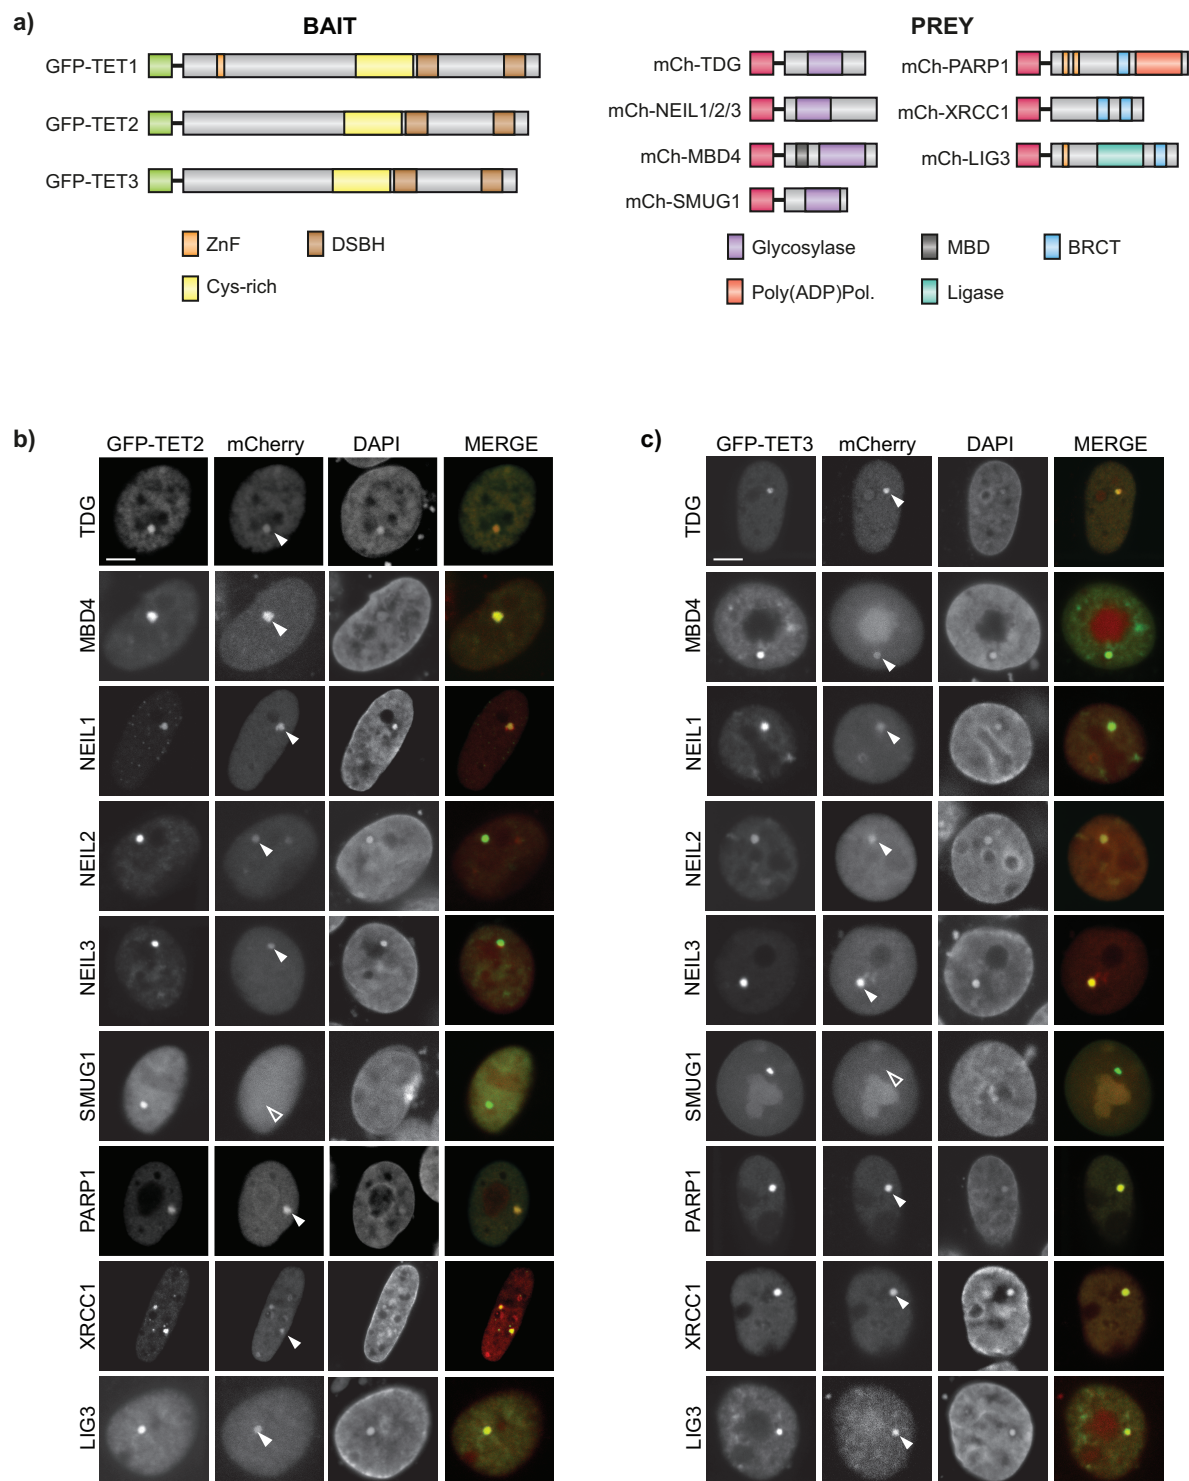 a)
BAIT
GFP-TET1
GFP-TET2
GFP-TET3
ZnF
DSBH
Cys-rich
PREY
mCh-TDG
mCh-PARP1
mCh-NEIL1/2/3
mCh-XRCC1
mCh-MBD4
mCh-LIG3
mCh-SMUG1
Glycosylase
MBD
BRCT
Poly(ADP)Pol.
Ligase
b)
GFP-TET2 mCherry DAPI MERGE
TDG
MBD4
NEIL1
NEIL2
NEIL3
SMUG1
PARP1
XRCC1
LIG3
c)
GFP-TET3 mCherry DAPI MERGE
TDG
MBD4
NEIL1
NEIL2
NEIL3
SMUG1
PARP1
XRCC1
LIG3